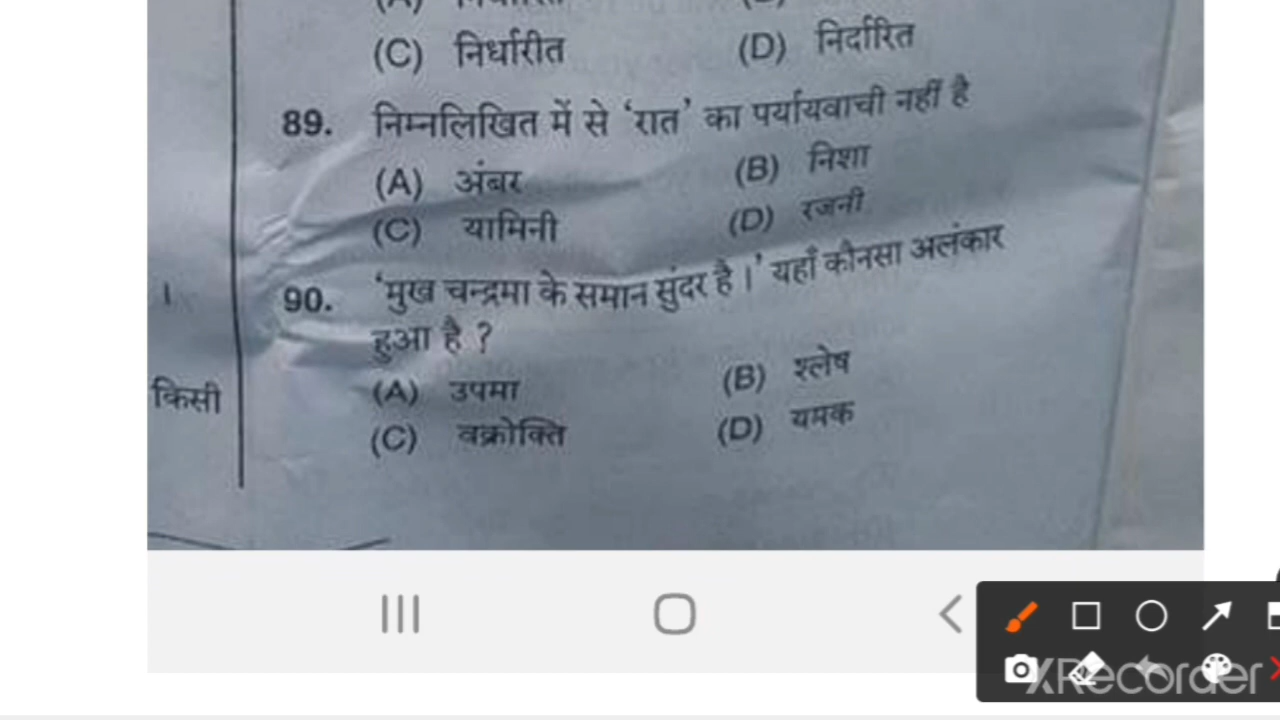 (C) निर्धारीत (D) निर्दारित
89. निम्नलिखित में से ‘रात’ का पर्यायवाची नहीं है
(A) अंबर (B) निशा
(C) यामिनी (D) रजनी
90. ‘मुख चन्द्रमा के समान सुंदर है।’ यहाँ कौनसा अलंकार
हुआ है ?
किसी
(A) उपमा (B) श्लेष
(C) वक्रोक्ति (D) यमक
XRecorder